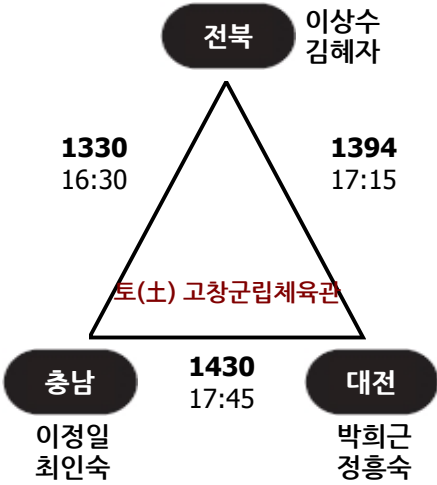 전북
이상수
김혜자
1330
16:30
1394
17:15
토(土) 고창군립체육관
충남
1430
17:45
대전
이정일
최인숙
박희근
정흥숙